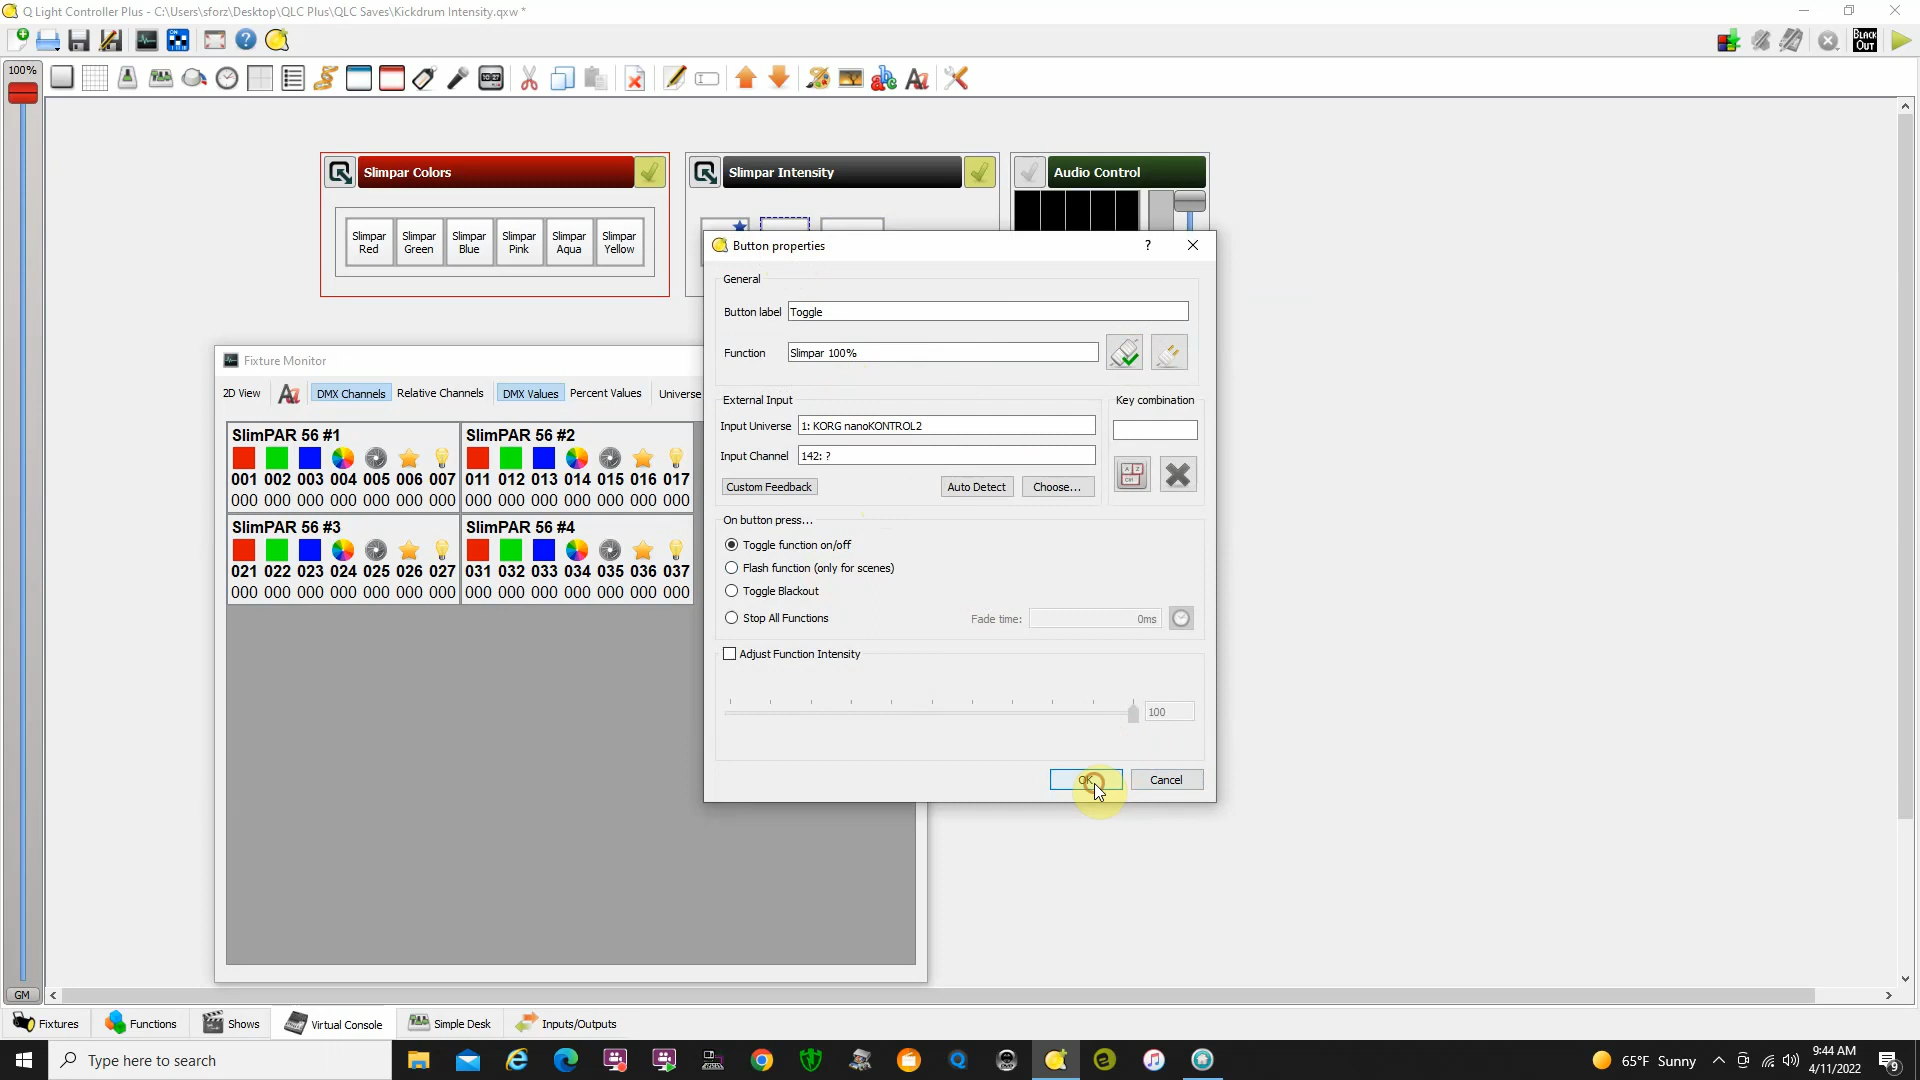 Q Light Controller Plus - C:\Users\sforz\Desktop\QLC Plus\QLC Saves\Kickdrum Intensity.qxw *
BLACK OUT
100%
Slimpar Colors
Slimpar Intensity
Audio Control
Slimpar Red
Slimpar Green
Slimpar Blue
Slimpar Pink
Slimpar Aqua
Slimpar Yellow
Button properties
?
General
Button label Toggle
Function Slimpar 100%
External Input
Key combination
Input Universe 1: KORG nanoKONTROL2
Input Channel 142: ?
Custom Feedback Auto Detect Choose...
On button press...
Toggle function on/off
Flash function (only for scenes)
Toggle Blackout
Stop All Functions Fade time: 0ms
Adjust Function Intensity
100
OK Cancel
Fixture Monitor
2D View DMX Channels Relative Channels DMX Values Percent Values Universe
SlimPAR 56 #1 SlimPAR 56 #2
001 002 003 004 005 006 007 011 012 013 014 015 016 017
000 000 000 000 000 000 000 000 000 000 000 000 000 000
SlimPAR 56 #3 SlimPAR 56 #4
021 022 023 024 025 026 027 031 032 033 034 035 036 037
000 000 000 000 000 000 000 000 000 000 000 000 000 000
GM
Fixtures Functions Shows Virtual Console Simple Desk Inputs/Outputs
Type here to search
65°F Sunny
9:44 AM
4/11/2022
9